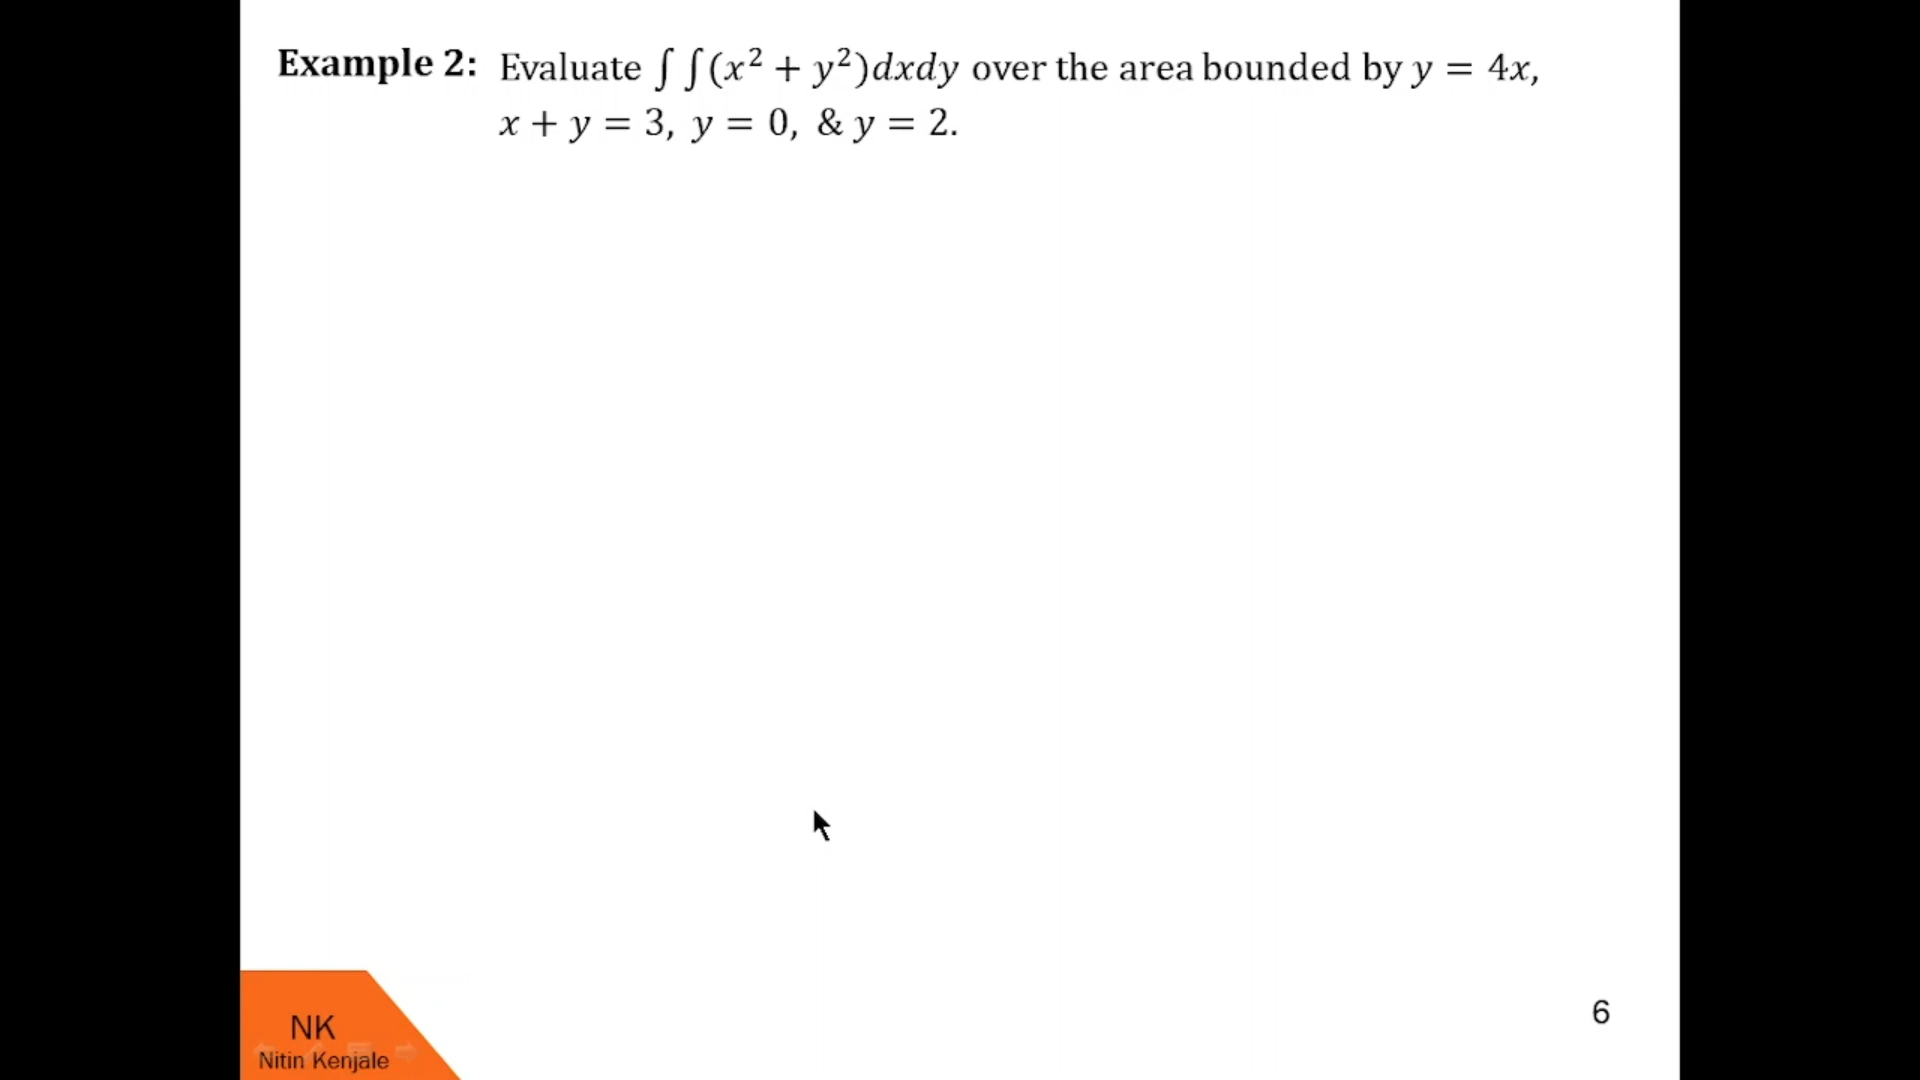 Example 2: Evaluate ∫ ∫(x² + y²)dxdy over the area bounded by y = 4x,
x + y = 3, y = 0, & y = 2.
NK
Nitin Kenjale
6